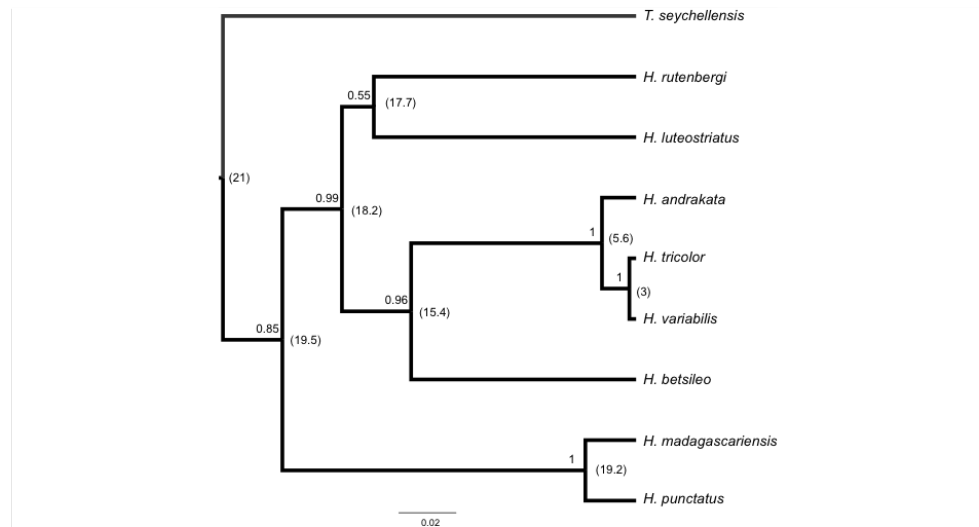 T. seychellensis
H. rutenbergi
0.55
(17.7)
H. luteostriatus
(21)
0.99
H. andrakata
(18.2)
1
(5.6)
H. tricolor
1
(3)
0.96
(15.4)
H. variabilis
0.85
(19.5)
H. betsileo
H. madagascariensis
1
(19.2)
H. punctatus
0.02